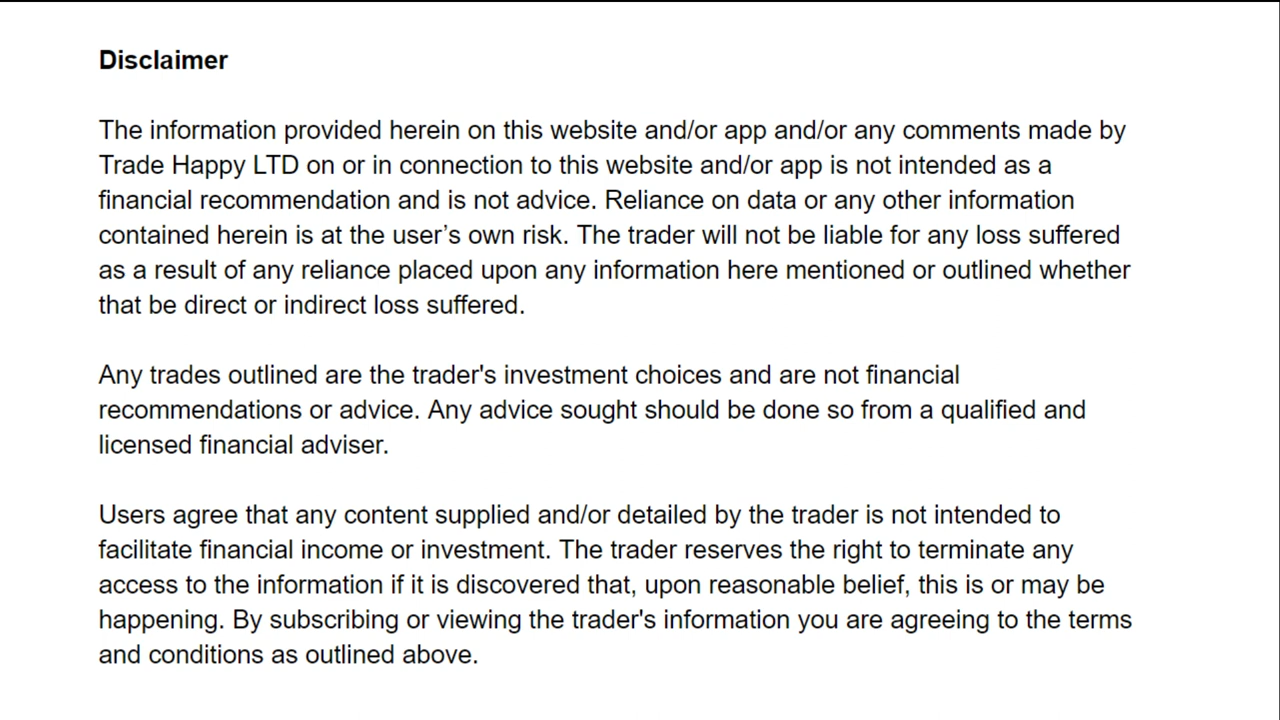 Disclaimer
The information provided herein on this website and/or app and/or any comments made by
Trade Happy LTD on or in connection to this website and/or app is not intended as a
financial recommendation and is not advice. Reliance on data or any other information
contained herein is at the user’s own risk. The trader will not be liable for any loss suffered
as a result of any reliance placed upon any information here mentioned or outlined whether
that be direct or indirect loss suffered.
Any trades outlined are the trader's investment choices and are not financial
recommendations or advice. Any advice sought should be done so from a qualified and
licensed financial adviser.
Users agree that any content supplied and/or detailed by the trader is not intended to
facilitate financial income or investment. The trader reserves the right to terminate any
access to the information if it is discovered that, upon reasonable belief, this is or may be
happening. By subscribing or viewing the trader's information you are agreeing to the terms
and conditions as outlined above.